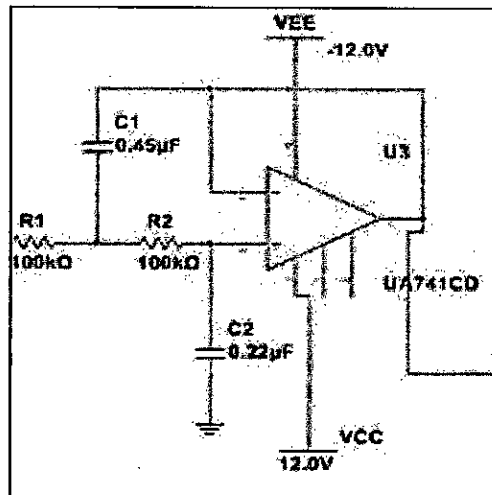 VEE
-12.0V
C1
0.45µF
U3
R1
R2
100kΩ
100kΩ
UA741CD
C2
0.22µF
VCC
12.0V